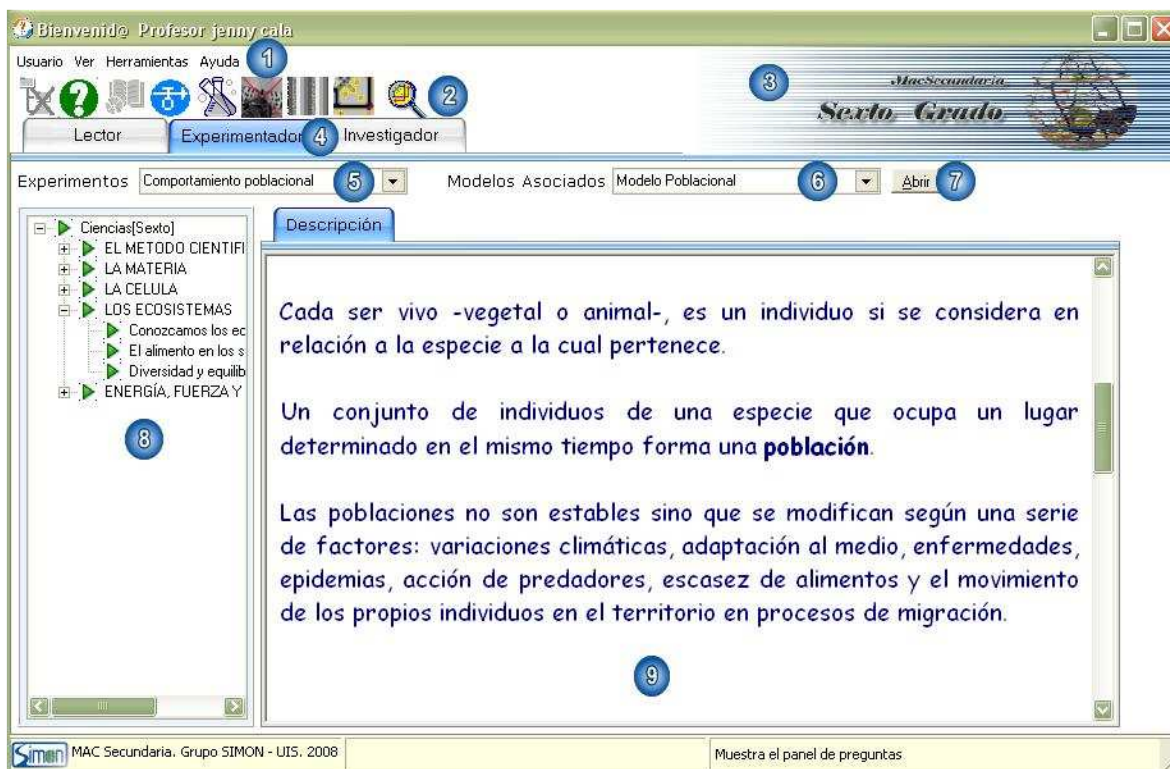 Bienvenid@ Profesor jenny cala
Usuario Ver Herramientas Ayuda 1
2
3
MacSecundaria
Sexto Grado
Lector Experimentador 4 Investigador
Experimentos Comportamiento poblacional 5 Modelos Asociados Modelo Poblacional 6 Abrir 7
Ciencias[Sexto]
EL METODO CIENTIFI
LA MATERIA
LA CELULA
LOS ECOSISTEMAS
Conozcamos los ec
El alimento en los s
Diversidad y equilib
ENERGÍA, FUERZA Y
8
Descripción
Cada ser vivo -vegetal o animal-, es un individuo si se considera en
relación a la especie a la cual pertenece.
Un conjunto de individuos de una especie que ocupa un lugar
determinado en el mismo tiempo forma una población.
Las poblaciones no son estables sino que se modifican según una serie
de factores: variaciones climáticas, adaptación al medio, enfermedades,
epidemias, acción de predadores, escasez de alimentos y el movimiento
de los propios individuos en el territorio en procesos de migración.
9
Simon MAC Secundaria. Grupo SIMON - UIS. 2008 Muestra el panel de preguntas